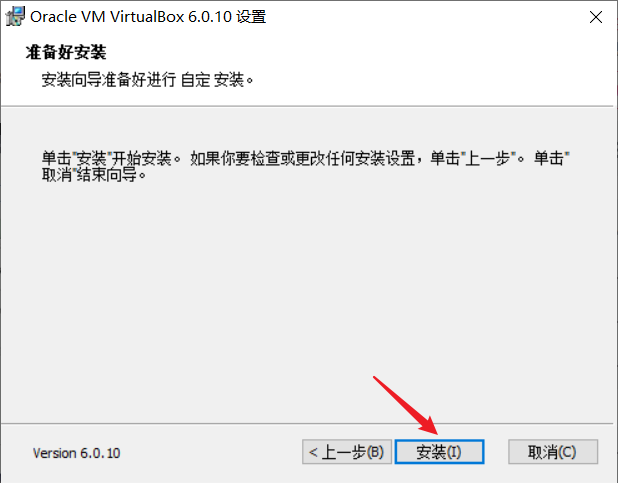 Oracle VM VirtualBox 6.0.10 设置
准备好安装
安装向导准备好进行 自定 安装。
单击"安装"开始安装。 如果你要检查或更改任何安装设置，单击"上一步"。 单击"
取消"结束向导。
Version 6.0.10
< 上一步(B)
安装(I)
取消(C)